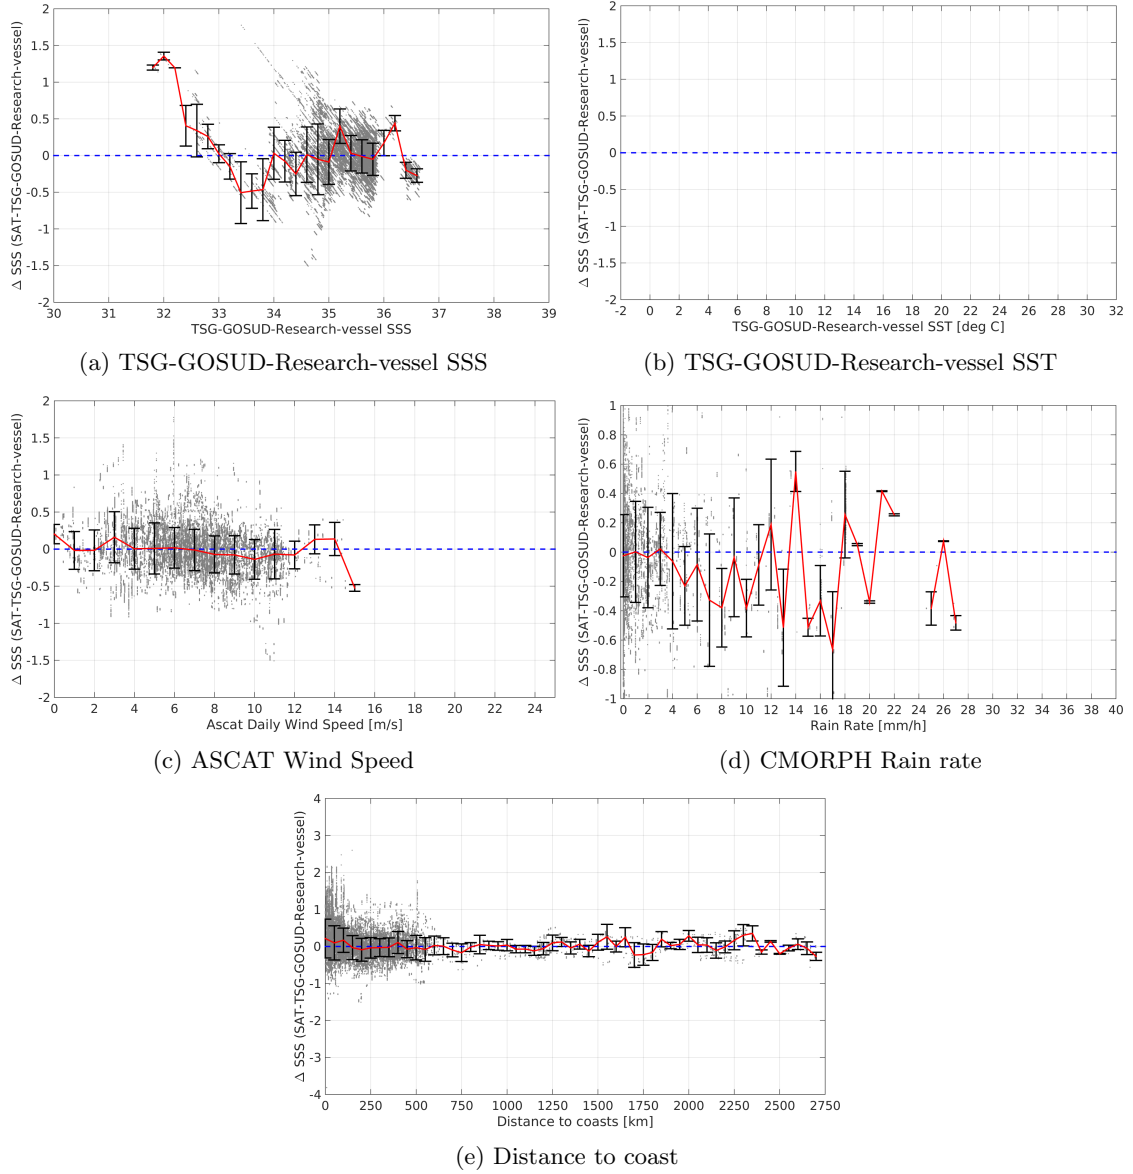 2
1.5
1
0.5
0
-0.5
-1
-1.5
-2
Δ SSS (SAT-TSG-GOSUD-Research-vessel)
30 31 32 33 34 35 36 37 38 39
TSG-GOSUD-Research-vessel SSS
(a) TSG-GOSUD-Research-vessel SSS
2
1.5
1
0.5
0
-0.5
-1
-1.5
-2
Δ SSS (SAT-TSG-GOSUD-Research-vessel)
-2 0 2 4 6 8 10 12 14 16 18 20 22 24 26 28 30 32
TSG-GOSUD-Research-vessel SST [deg C]
(b) TSG-GOSUD-Research-vessel SST
2
1.5
1
0.5
0
-0.5
-1
-1.5
-2
Δ SSS (SAT-TSG-GOSUD-Research-vessel)
0 2 4 6 8 10 12 14 16 18 20 22 24
Ascat Daily Wind Speed [m/s]
(c) ASCAT Wind Speed
1
0.8
0.6
0.4
0.2
0
-0.2
-0.4
-0.6
-0.8
-1
Δ SSS (SAT-TSG-GOSUD-Research-vessel)
0 2 4 6 8 10 12 14 16 18 20 22 24 26 28 30 32 34 36 38 40
Rain Rate [mm/h]
(d) CMORPH Rain rate
4
3
2
1
0
-1
-2
-3
-4
Δ SSS (SAT-TSG-GOSUD-Research-vessel)
0 250 500 750 1000 1250 1500 1750 2000 2250 2500 2750
Distance to coasts [km]
(e) Distance to coast